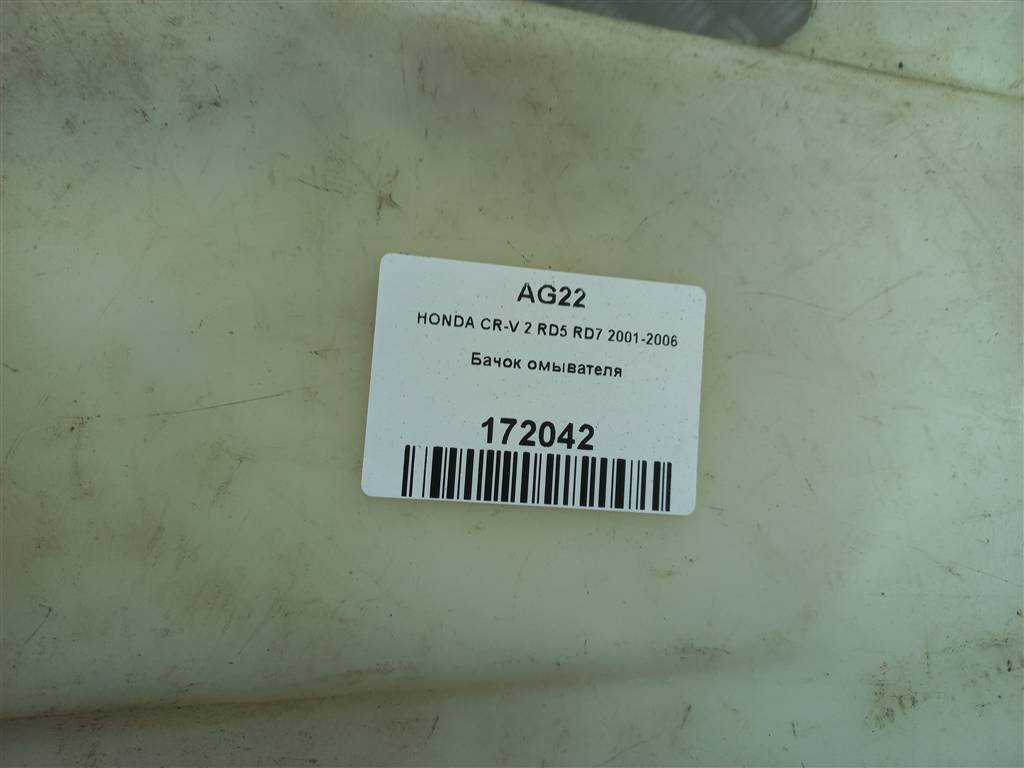 AG22
HONDA CR-V 2 RD5 RD7 2001-2006
Бачок омывателя
172042